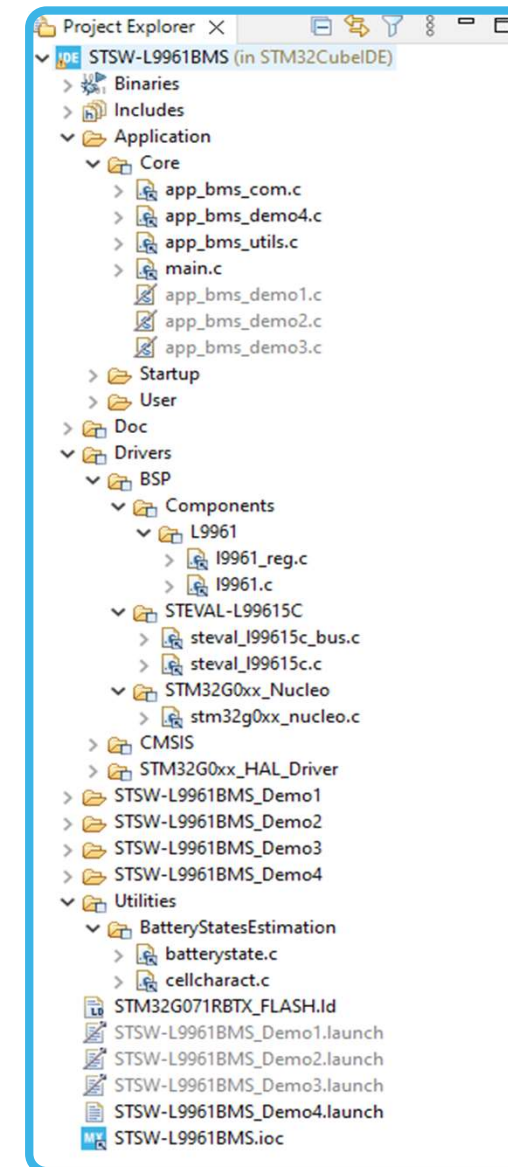 Project Explorer
IDE STSW-L9961BMS (in STM32CubeIDE)
Binaries
Includes
Application
Core
app_bms_com.c
app_bms_demo4.c
app_bms_utils.c
main.c
app_bms_demo1.c
app_bms_demo2.c
app_bms_demo3.c
Startup
User
Doc
Drivers
BSP
Components
L9961
l9961_reg.c
l9961.c
STEVAL-L99615C
steval_l99615c_bus.c
steval_l99615c.c
STM32G0xx_Nucleo
stm32g0xx_nucleo.c
CMSIS
STM32G0xx_HAL_Driver
STSW-L9961BMS_Demo1
STSW-L9961BMS_Demo2
STSW-L9961BMS_Demo3
STSW-L9961BMS_Demo4
Utilities
BatteryStatesEstimation
batterystate.c
cellcharact.c
STM32G071RBTX_FLASH.ld
STSW-L9961BMS_Demo1.launch
STSW-L9961BMS_Demo2.launch
STSW-L9961BMS_Demo3.launch
STSW-L9961BMS_Demo4.launch
MX STSW-L9961BMS.ioc